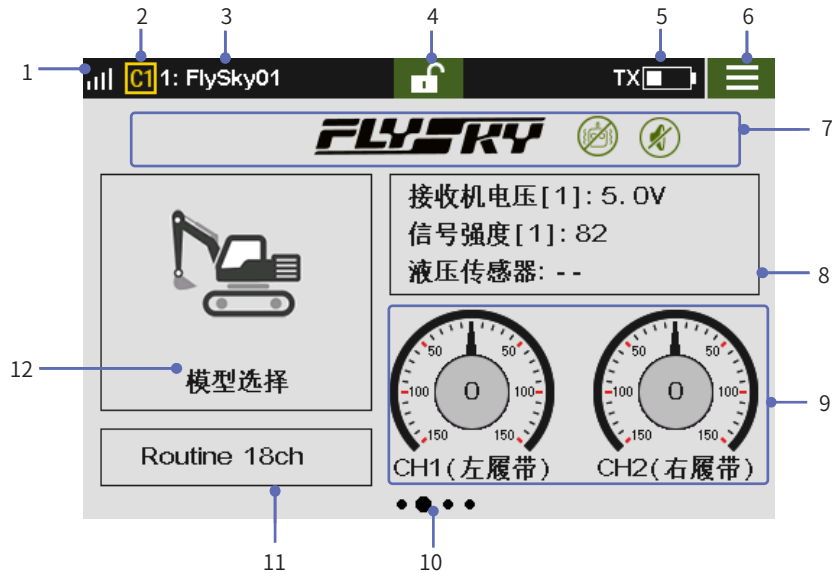 2 3 4 5 6
1
C1 1: FlySky01 TX
FLYSKY
7
接收机电压[1]: 5.0V
信号强度[1]: 82
液压传感器: --
8
模型选择
12
50 50 100 100 150 150 0
50 50 100 100 150 150 0
9
CH1(左履带) CH2(右履带)
Routine 18ch
11 10